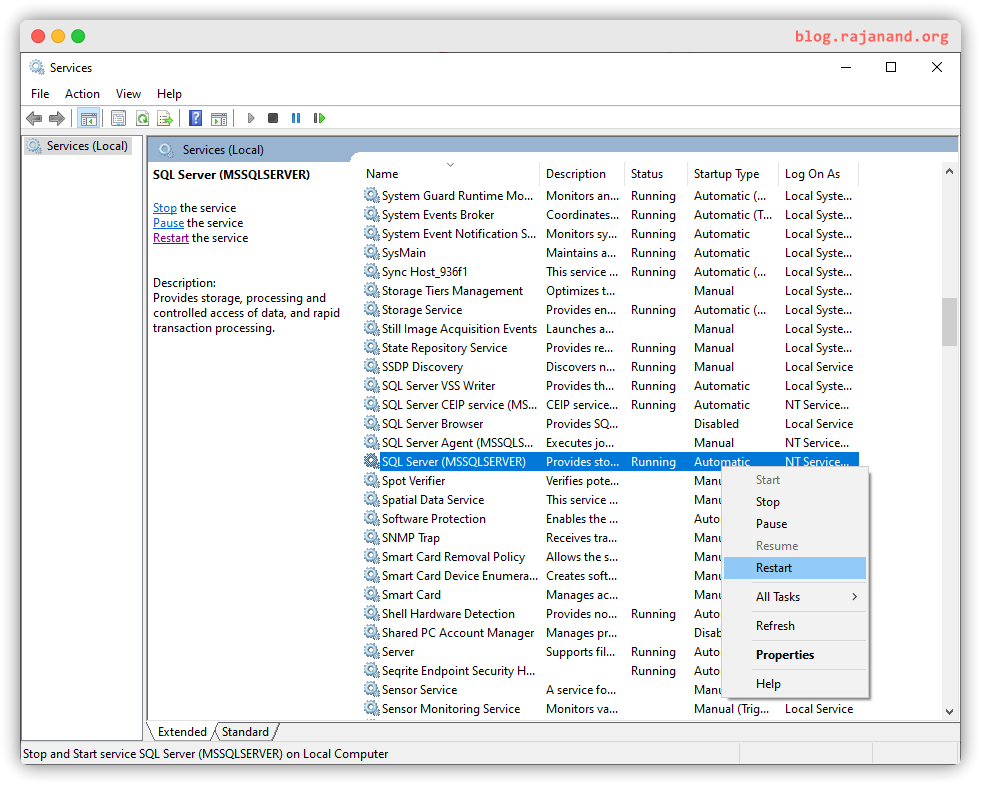 blog.rajanand.org
Services
File Action View Help
Services (Local)
Services (Local)
SQL Server (MSSQLSERVER)
Stop the service
Pause the service
Restart the service
Description:
Provides storage, processing and
controlled access of data, and rapid
transaction processing.
Name Description Status Startup Type Log On As
System Guard Runtime Mo... Monitors an... Running Automatic (... Local Syste...
System Events Broker Coordinates... Running Automatic (T... Local Syste...
System Event Notification S... Monitors sy... Running Automatic Local Syste...
SysMain Maintains a... Running Automatic Local Syste...
Sync Host_936f1 This service ... Running Automatic (... Local Syste...
Storage Tiers Management Optimizes t... Manual Local Syste...
Storage Service Provides en... Running Automatic (... Local Syste...
Still Image Acquisition Events Launches a... Manual Local Syste...
State Repository Service Provides re... Running Manual Local Syste...
SSDP Discovery Discovers n... Running Manual Local Service
SQL Server VSS Writer Provides th... Running Automatic Local Syste...
SQL Server CEIP service (MS... CEIP service... Running Automatic NT Service...
SQL Server Browser Provides SQ... Disabled Local Service
SQL Server Agent (MSSQLS... Executes jo... Manual NT Service...
SQL Server (MSSQLSERVER) Provides sto... Running Automatic NT Service...
Spot Verifier Verifies pote... Manu
Spatial Data Service This service ... Manu
Software Protection Enables the ... Auto
SNMP Trap Receives tra... Manu
Smart Card Removal Policy Allows the s... Manu
Smart Card Device Enumera... Creates soft... Manu
Smart Card Manages ac... Manu
Shell Hardware Detection Provides no... Running Auto
Shared PC Account Manager Manages pr... Disab
Server Supports fil... Running Auto
Seqrite Endpoint Security H... Running Auto
Sensor Service A service fo... Manu
Sensor Monitoring Service Monitors va... Manual (Trig... Local Service
Start
Stop
Pause
Resume
Restart
All Tasks
Refresh
Properties
Help
Extended Standard
Stop and Start service SQL Server (MSSQLSERVER) on Local Computer